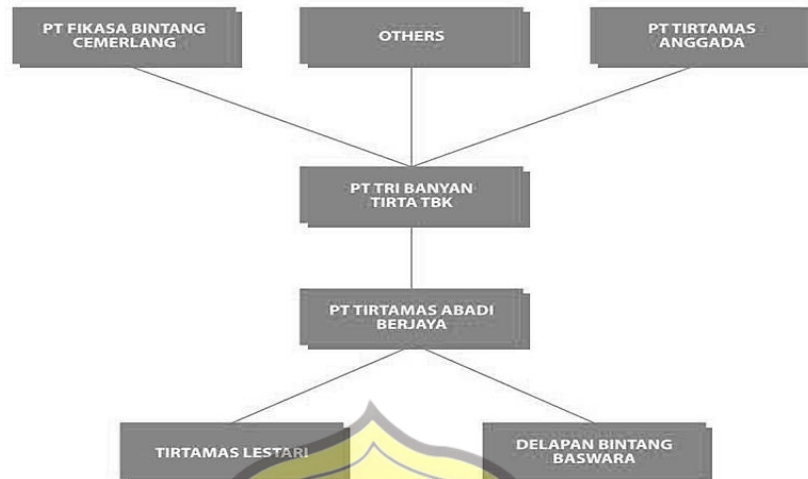 PT FIKASA BINTANG
CEMERLANG
OTHERS
PT TIRTAMAS
ANGGADA
PT TRI BANYAN
TIRTA TBK
PT TIRTAMAS ABADI
BERJAYA
TIRTAMAS LESTARI
DELAPAN BINTANG
BASWARA